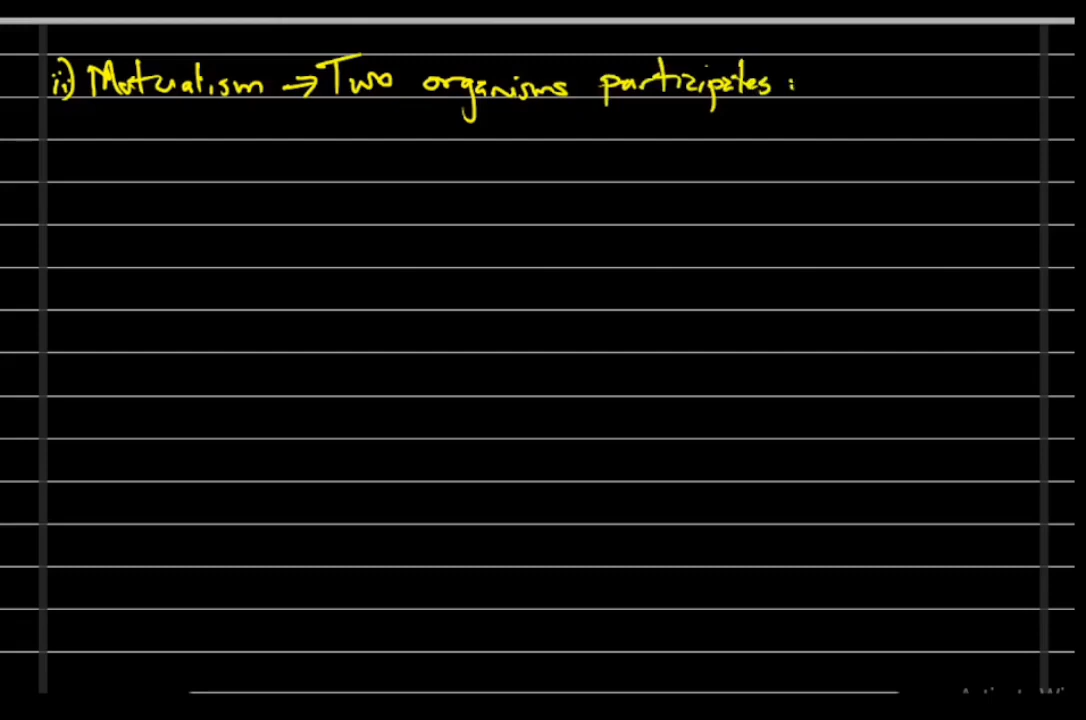 ii) Mutualism → Two organisms participates :